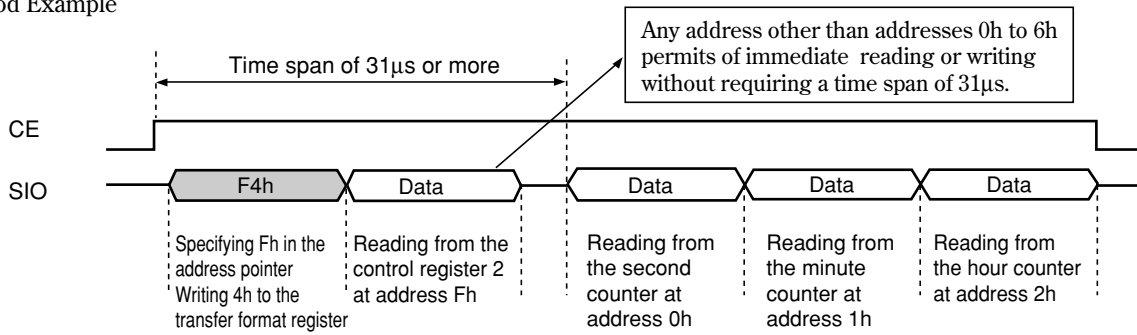 Example
Any address other than addresses 0h to 6h
permits of immediate reading or writing
without requiring a time span of 31μs.
Time span of 31μs or more
CE
SIO
F4h
Data
Data
Data
Data
Specifying Fh in the
address pointer
Writing 4h to the
transfer format register
Reading from the
control register 2
at address Fh
Reading from
the second
counter at
address 0h
Reading from
the minute
counter at
address 1h
Reading from
the hour counter
at address 2h